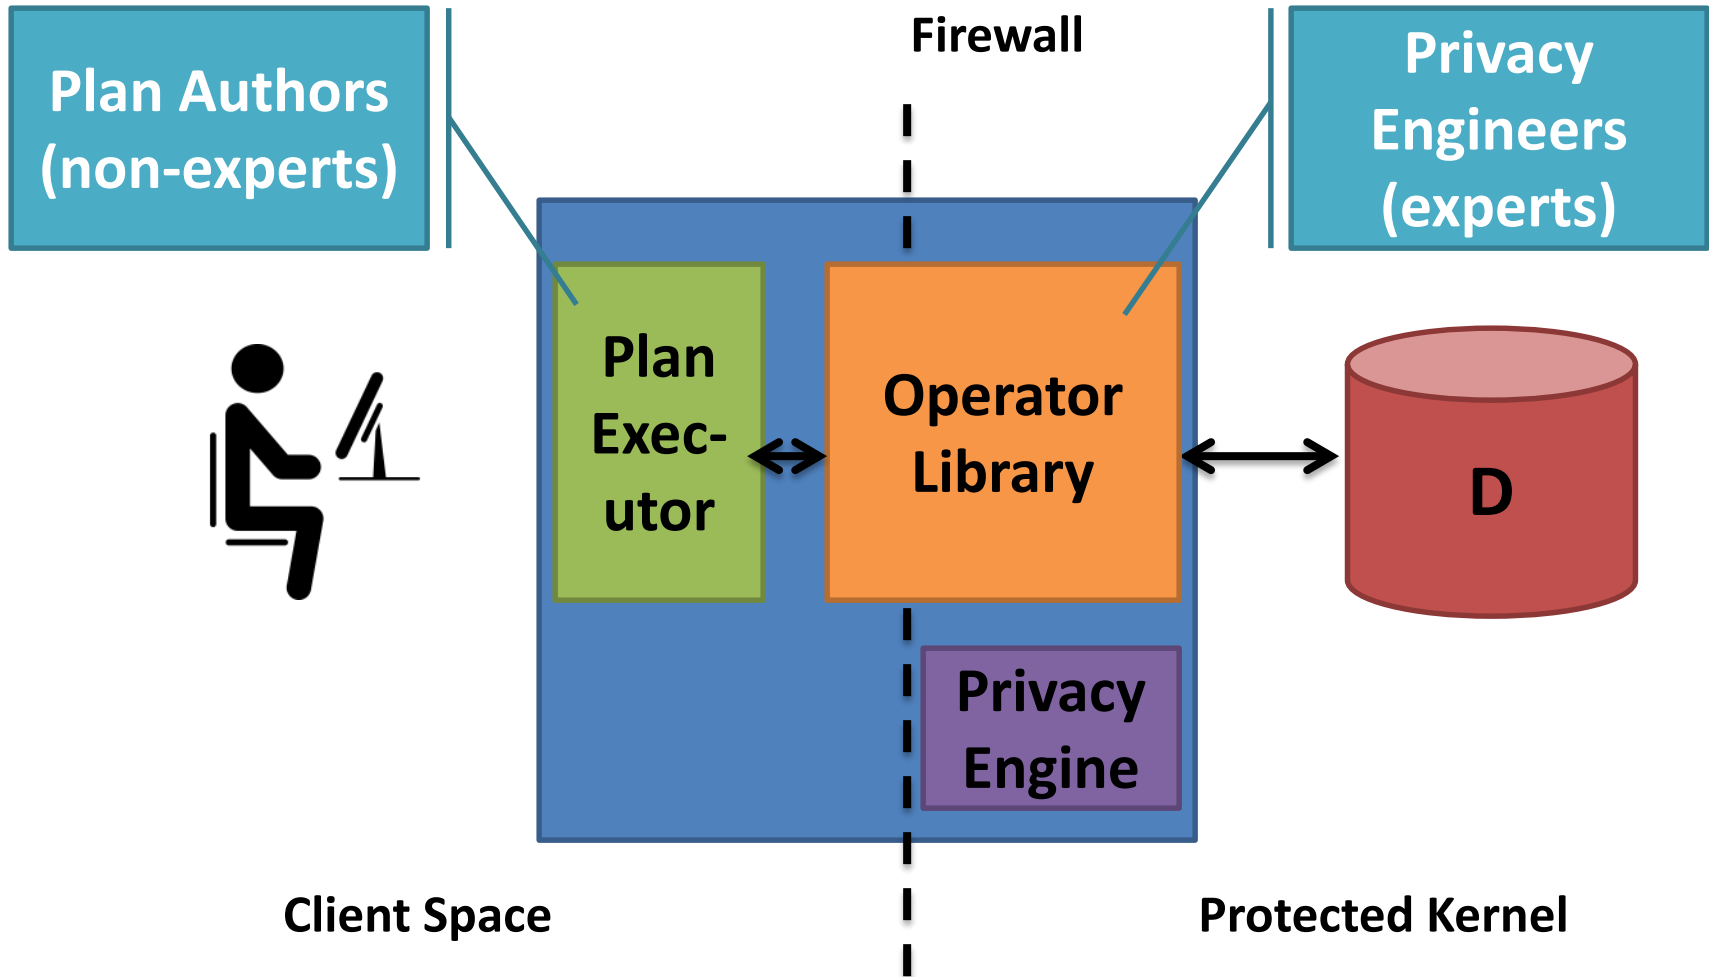 Plan Authors
(non-experts)
Firewall
Privacy
Engineers
(experts)
Plan
Exec-
utor
Operator
Library
D
Privacy
Engine
Client Space
Protected Kernel